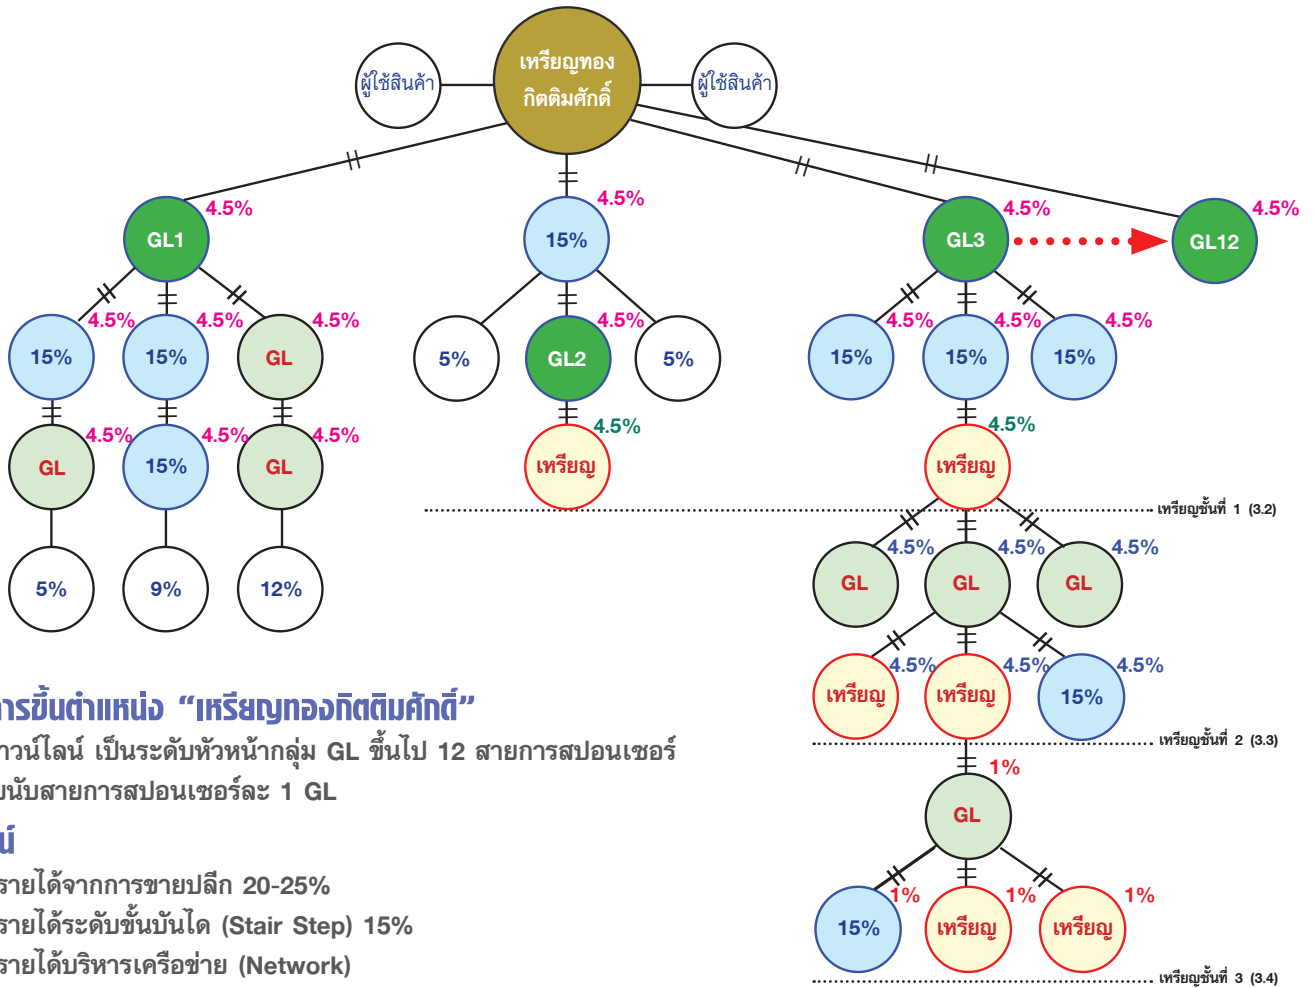 เหรียญทอง
กิตติมศักดิ์
ผู้ใช้สินค้า
ผู้ใช้สินค้า
GL1 4.5%
15% 4.5%
GL3 4.5%
GL12 4.5%
15% 4.5%
15% 4.5%
GL 4.5%
5%
GL2 4.5%
5%
15% 4.5%
15% 4.5%
15% 4.5%
GL 4.5%
15% 4.5%
GL 4.5%
เหรียญ 4.5%
เหรียญ 4.5%
เหรียญชั้นที่ 1 (3.2)
5%
9%
12%
GL 4.5%
GL 4.5%
GL 4.5%
เหรียญ 4.5%
เหรียญ 4.5%
15% 4.5%
เหรียญชั้นที่ 2 (3.3)
GL 1%
15% 1%
เหรียญ 1%
เหรียญ 1%
เหรียญชั้นที่ 3 (3.4)
การขึ้นตำแหน่ง “เหรียญทองกิตติมศักดิ์”
าวน์ไลน์ เป็นระดับหัวหน้ากลุ่ม GL ขึ้นไป 12 สายการสปอนเซอร์
นับสายการสปอนเซอร์ละ 1 GL
น์
รายได้จากการขายปลีก 20-25%
รายได้ระดับขั้นบันได (Stair Step) 15%
รายได้บริหารเครือข่าย (Network)